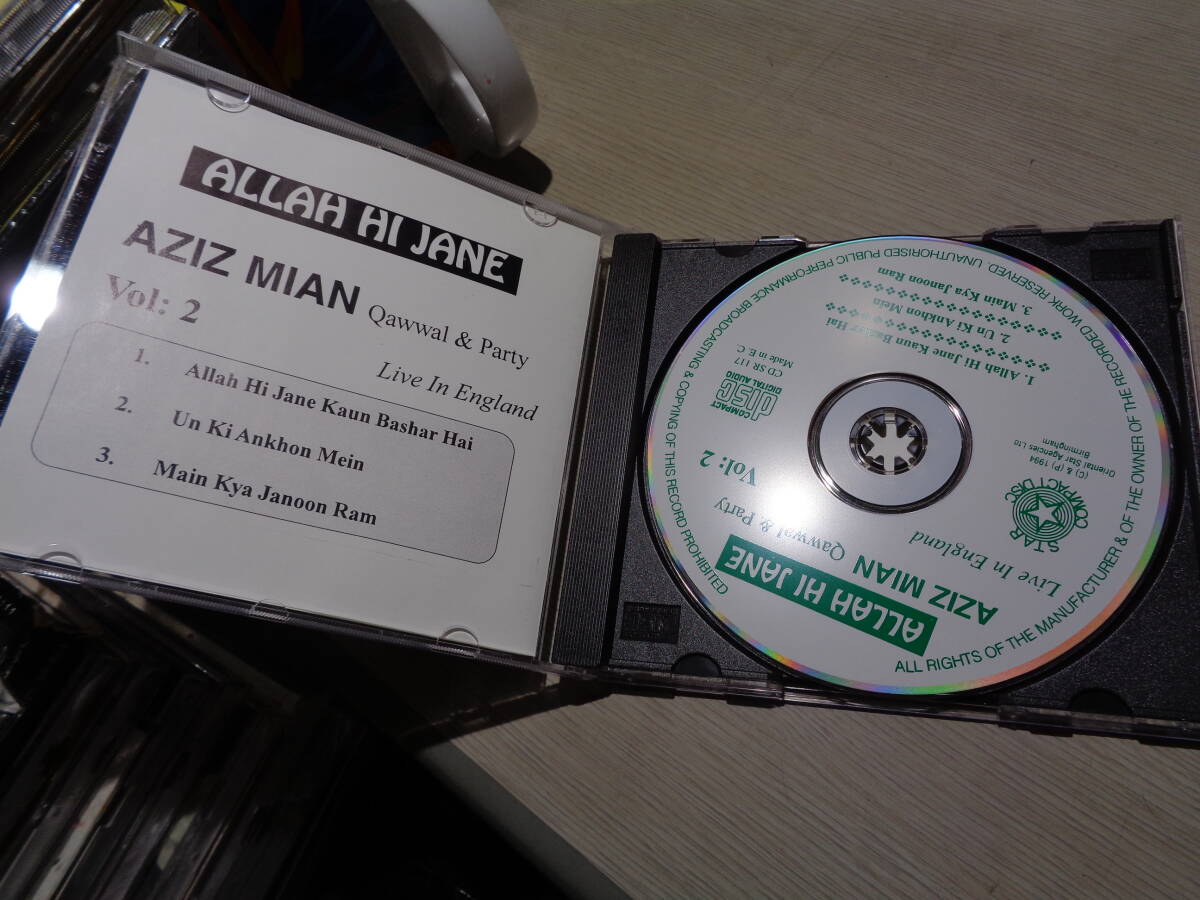 ALLAH HI JANE
AZIZ MIAN Qawwal & Party
Vol: 2
Live In England
1. Allah Hi Jane Kaun Bashar Hai
2. Un Ki Ankhon Mein
3. Main Kya Janoon Ram
ALL RIGHTS OF THE MANUFACTURER & OF THE OWNER OF THE RECORDED WORK RESERVED. UNAUTHORISED PUBLIC PERFORMANCE BROADCASTING & COPYING OF THIS RECORD PROHIBITED
ALLAH HI JANE
AZIZ MIAN Qawwal & Party
Live In England
Vol: 2
STAR
COMPACT DISC
(C) & (P) 1994
Oriental Star Agencies Ltd
Birmingham
COMPACT
disc
DIGITAL AUDIO
CD SR 117
Made in E.C.
1. Allah Hi Jane Kaun Bashar Hai
2. Un Ki Ankhon Mein
3. Main Kya Janoon Ram